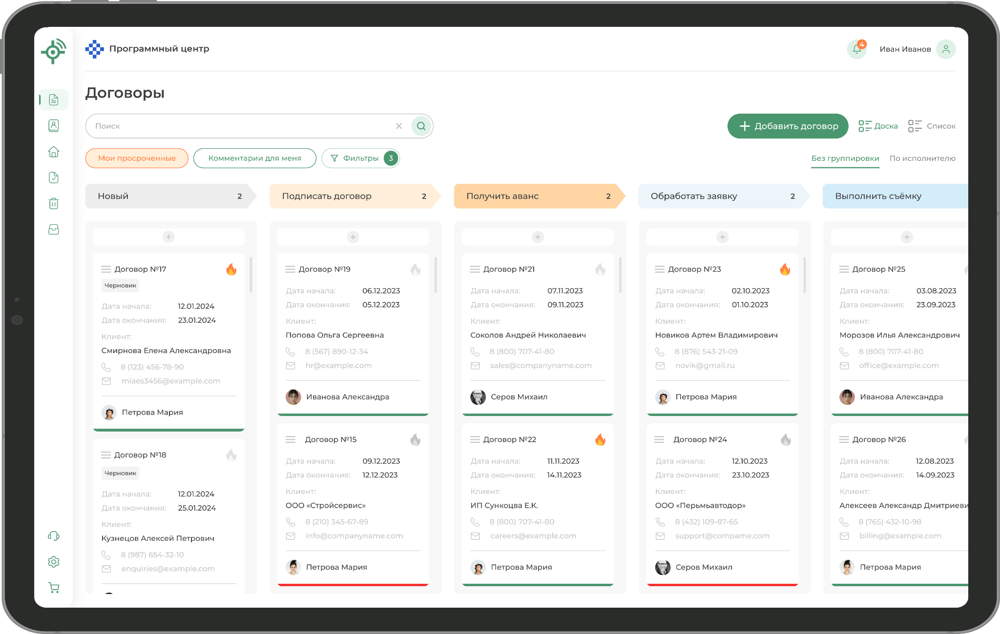 Программный центр
4
Иван Иванов
Договоры
Поиск
Добавить договор
Доска
Список
Мои просроченные
Комментарии для меня
Фильтры 3
Без группировки
По исполнителю
Новый 2
Договор №17
Черновик
Дата начала: 12.01.2024
Дата окончания: 23.01.2024
Клиент:
Смирнова Елена Александровна
8 (123) 456-78-90
miaes3456@example.com
Петрова Мария
Договор №18
Черновик
Дата начала: 12.01.2024
Дата окончания: 25.01.2024
Клиент:
Кузнецов Алексей Петрович
8 (987) 654-32-10
enquiries@example.com
Подписать договор 2
Договор №19
Дата начала: 06.12.2023
Дата окончания: 05.12.2023
Клиент:
Попова Ольга Сергеевна
8 (567) 890-12-34
hr@example.com
Иванова Александра
Договор №15
Дата начала: 09.12.2023
Дата окончания: 12.12.2023
Клиент:
ООО «Стройсервис»
8 (210) 345-67-89
info@companyname.com
Петрова Мария
Получить аванс 2
Договор №21
Дата начала: 07.11.2023
Дата окончания: 09.11.2023
Клиент:
Соколов Андрей Николаевич
8 (800) 707-41-80
sales@companyname.com
Серов Михаил
Договор №22
Дата начала: 11.11.2023
Дата окончания: 14.11.2023
Клиент:
ИП Сункоцва Е.К.
8 (800) 707-41-80
careers@example.com
Петрова Мария
Обработать заявку 2
Договор №23
Дата начала: 02.10.2023
Дата окончания: 01.10.2023
Клиент:
Новиков Артем Владимирович
8 (876) 543-21-09
novik@gmail.ru
Петрова Мария
Договор №24
Дата начала: 12.10.2023
Дата окончания: 23.10.2023
Клиент:
ООО «Перьмьавтодор»
8 (432) 109-87-65
support@compame.com
Серов Михаил
Выполнить съёмку
Договор №25
Дата начала: 03.08.2023
Дата окончания: 23.09.2023
Клиент:
Морозов Илья Александрович
8 (800) 707-41-80
office@example.com
Иванова Александра
Договор №26
Дата начала: 12.08.2023
Дата окончания: 14.09.2023
Клиент:
Алексеев Александр Дмитриеви
8 (765) 432-10-98
billing@example.com
Петрова Мария